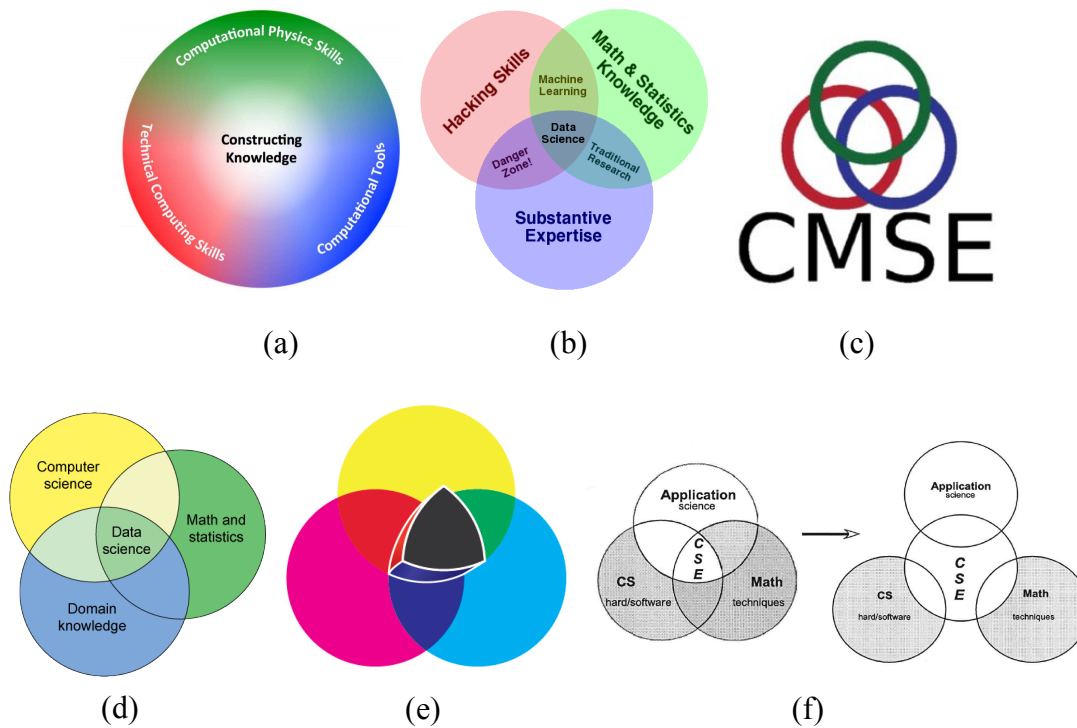 Computational Physics Skills
Constructing
Knowledge
Technical Computing Skills
Computational Tools
(a)
Hacking Skills
Math & Statistics
Knowledge
Machine
Learning
Data
Science
Danger
Zone!
Traditional
Research
Substantive
Expertise
(b)
CMSE
(c)
Computer
science
Math and
statistics
Data
science
Domain
knowledge
(d)
(e)
Application
science
C
S
E
CS
hard/software
Math
techniques
Application
science
C
S
E
CS
hard/software
Math
techniques
(f)